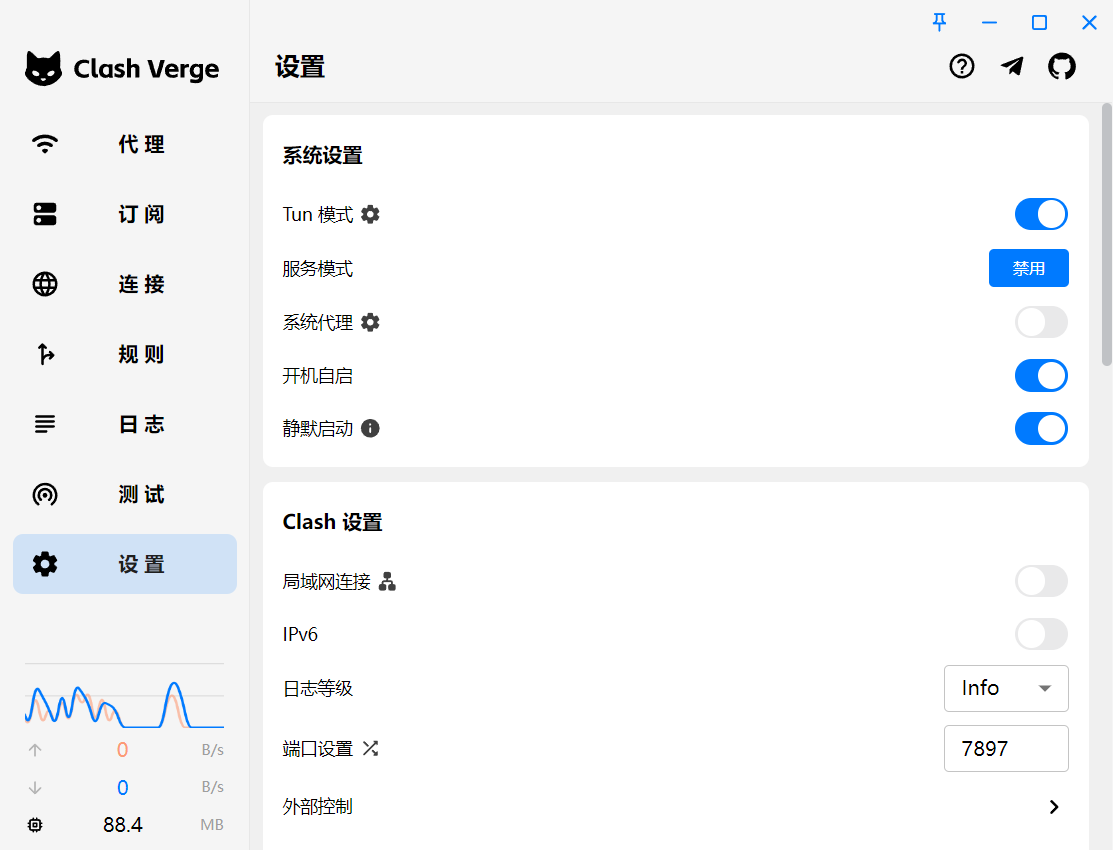 Clash Verge
代 理
订 阅
连 接
规 则
日 志
测 试
设 置
0 B/s
0 B/s
88.4 MB
设置
系统设置
Tun 模式
服务模式 禁用
系统代理
开机自启
静默启动
Clash 设置
局域网连接
IPv6
日志等级 Info
端口设置 7897
外部控制